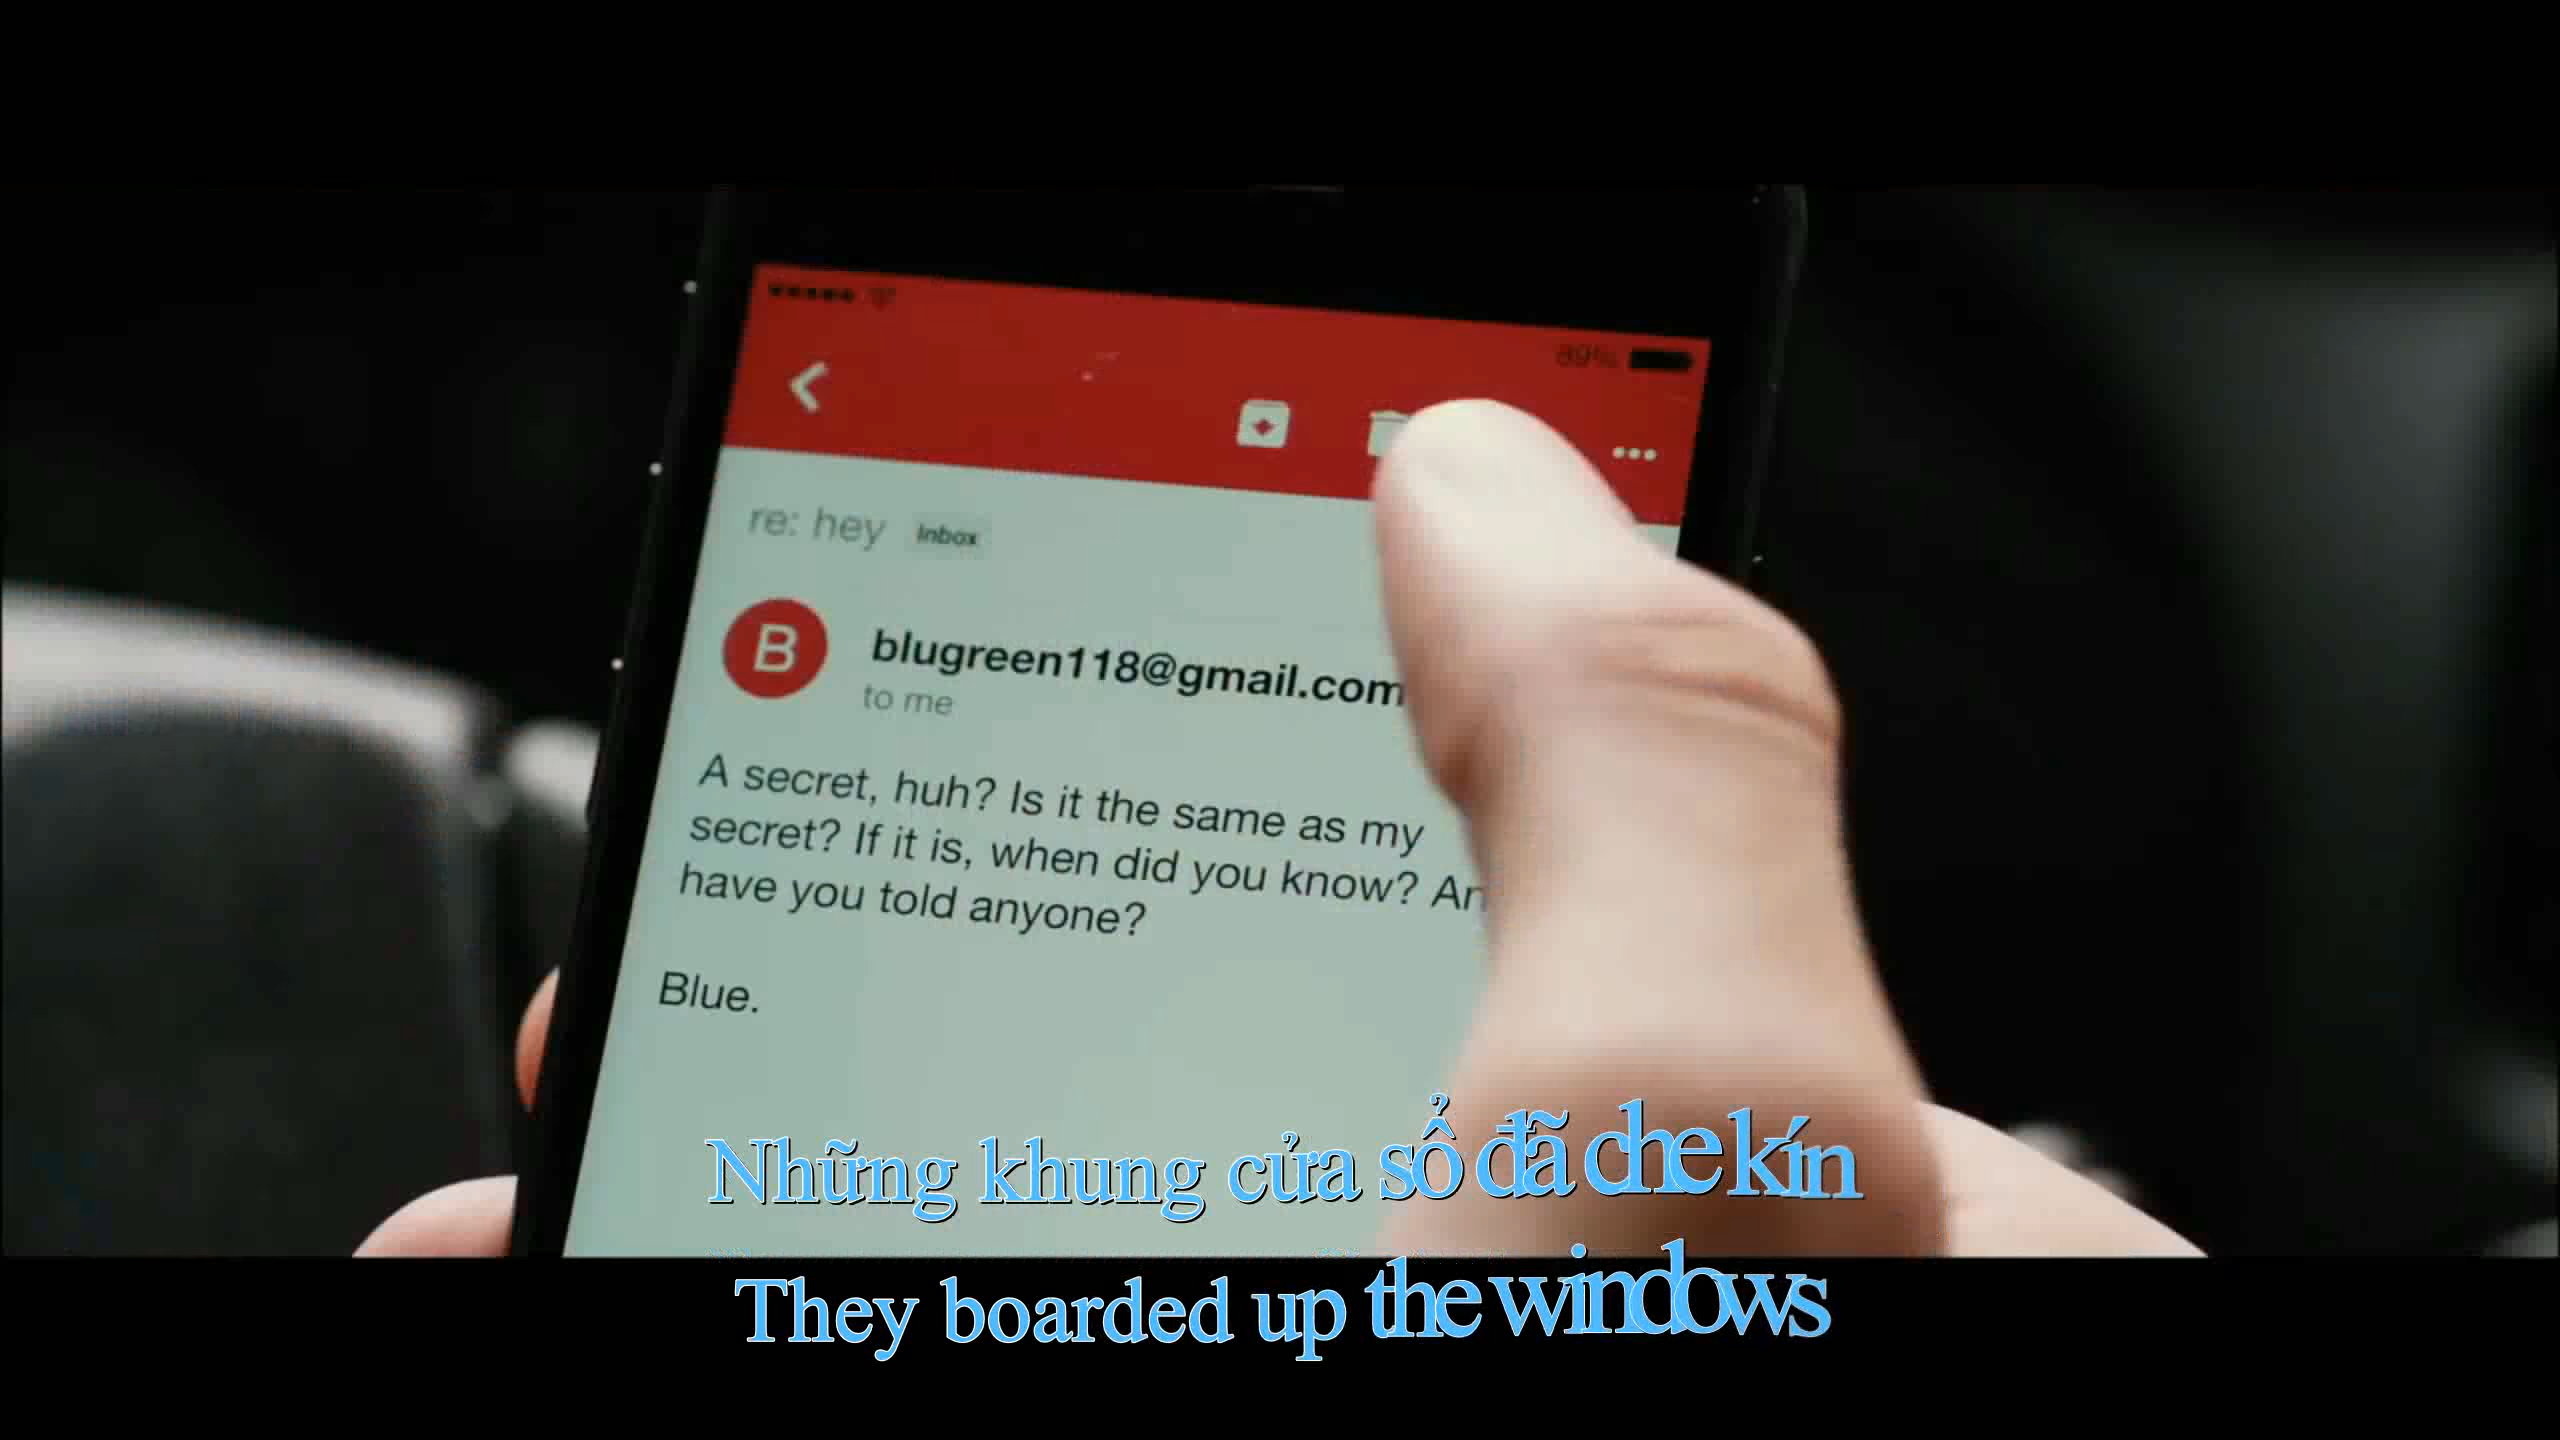 89%
re: hey Inbox
B
blugreen118@gmail.com
to me
A secret, huh? Is it the same as my
secret? If it is, when did you know? An
have you told anyone?
Blue.
Những khung cửa sổ đã che kín
They boarded up the windows